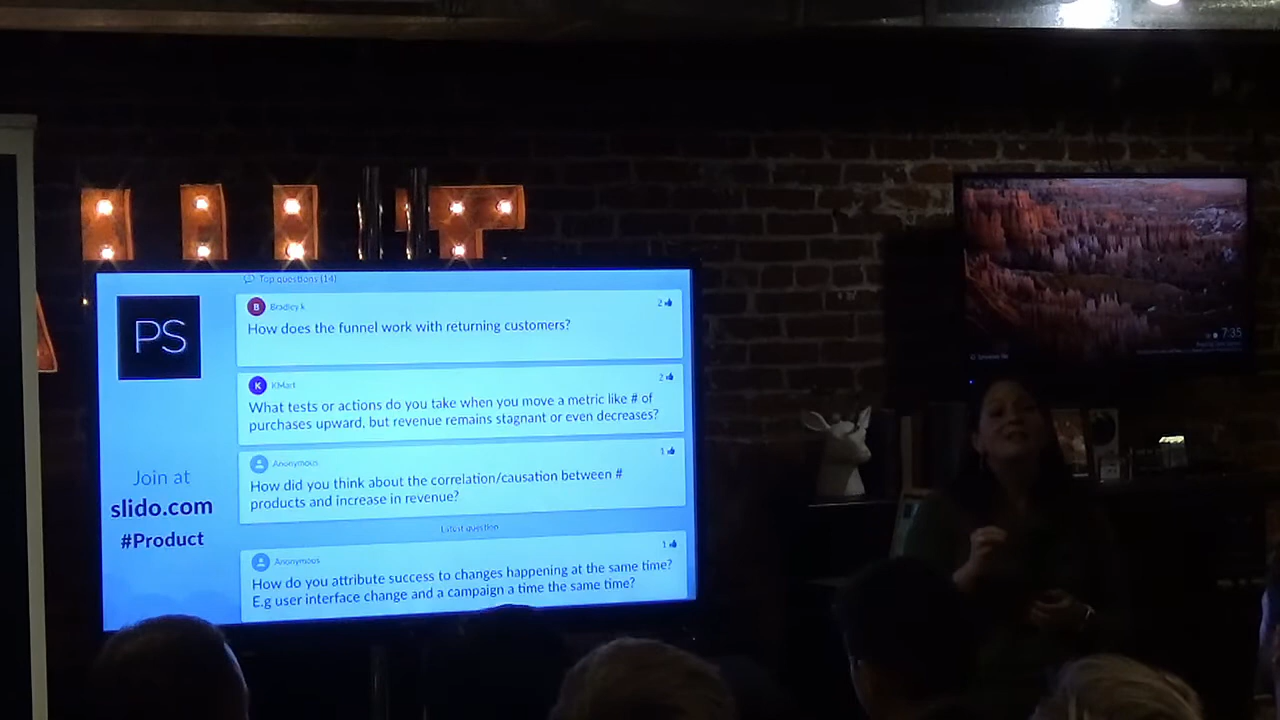 Top questions (14)
PS
B
Bradley k
2
How does the funnel work with returning customers?
K
KMart
2
What tests or actions do you take when you move a metric like # of
purchases upward, but revenue remains stagnant or even decreases?
Anonymous
1
How did you think about the correlation/causation between #
products and increase in revenue?
Join at
slido.com
#Product
Latest question
Anonymous
1
How do you attribute success to changes happening at the same time?
E.g user interface change and a campaign a time the same time?
7:35